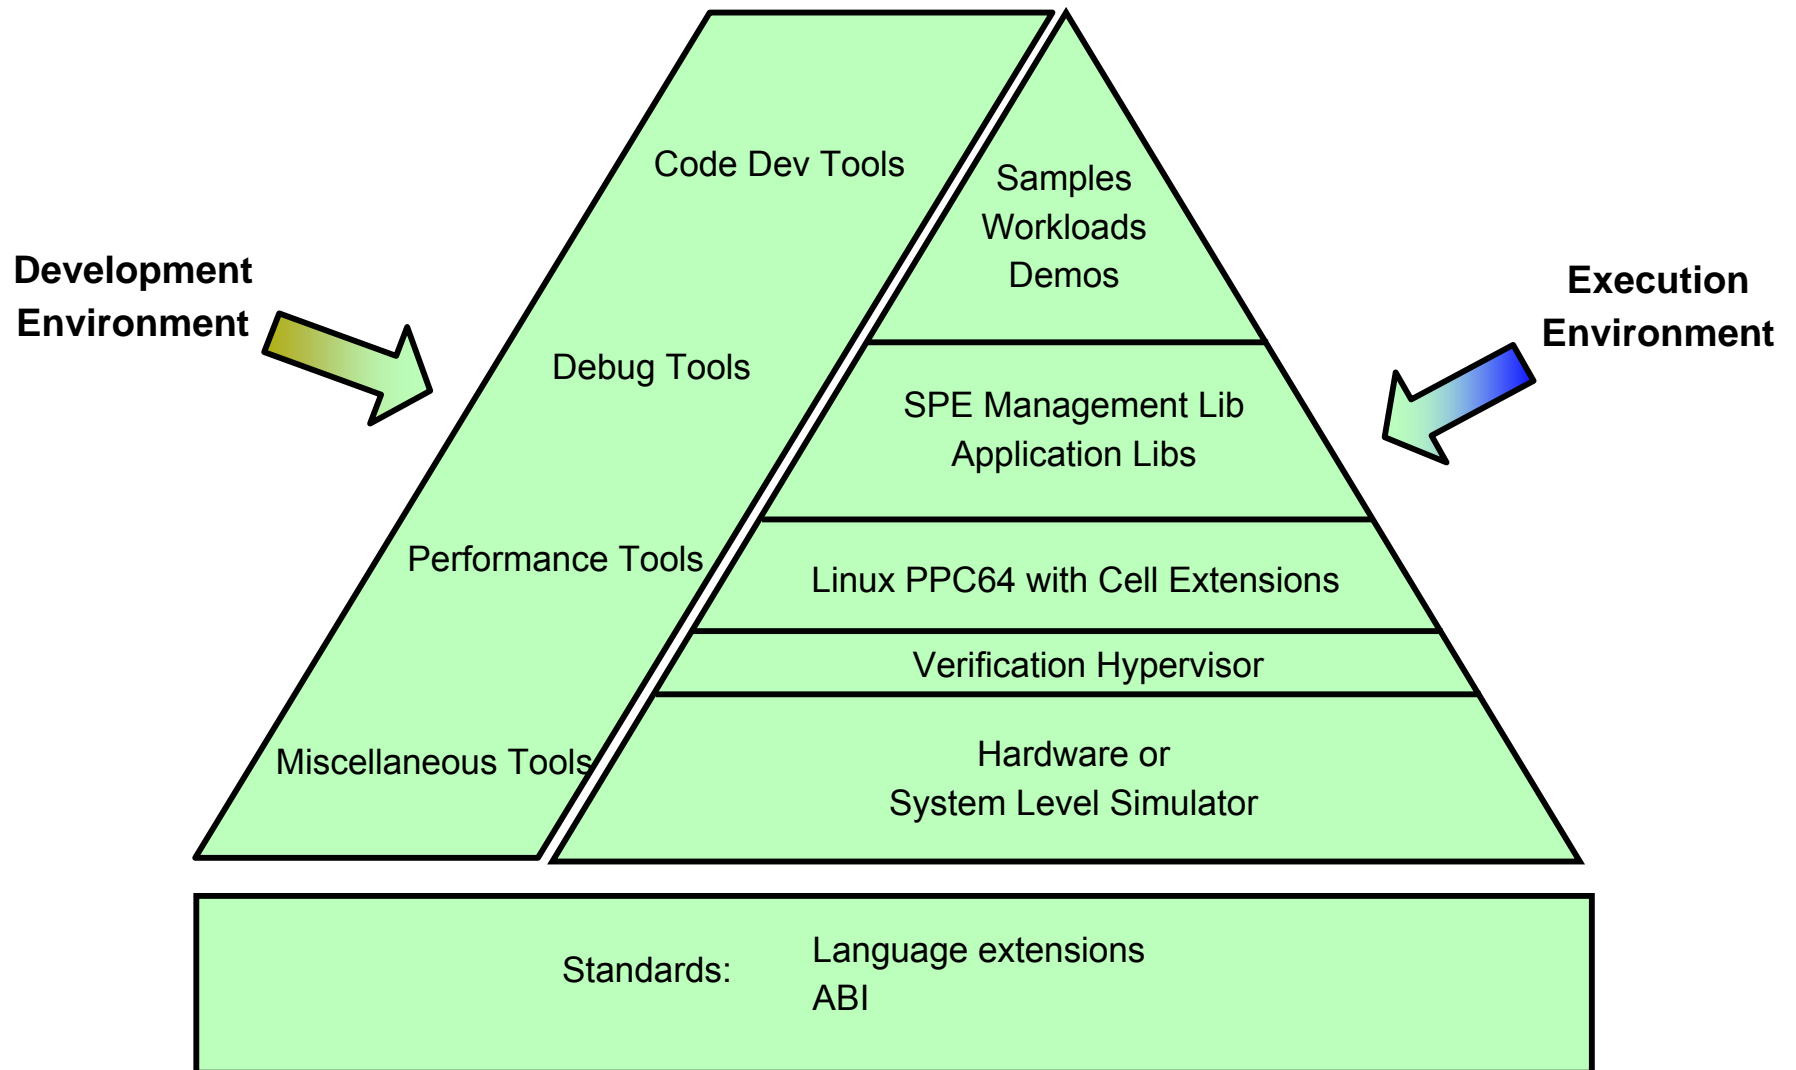 Development
Environment
Code Dev Tools
Debug Tools
Performance Tools
Miscellaneous Tools
Samples
Workloads
Demos
SPE Management Lib
Application Libs
Linux PPC64 with Cell Extensions
Verification Hypervisor
Hardware or
System Level Simulator
Execution
Environment
Standards:
Language extensions
ABI